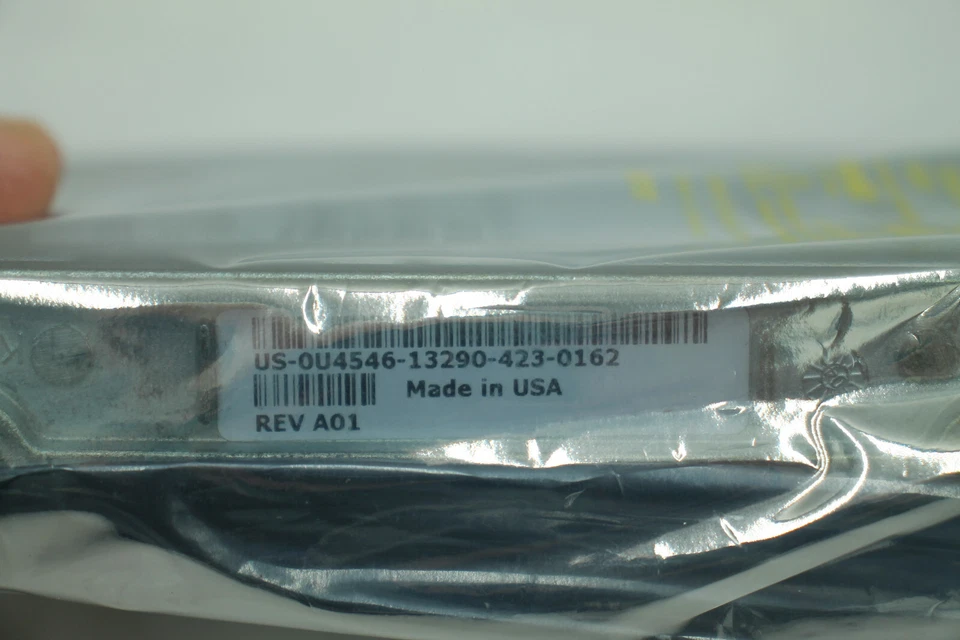 US-0U4546-13290-423-0162
Made in USA
REV A01